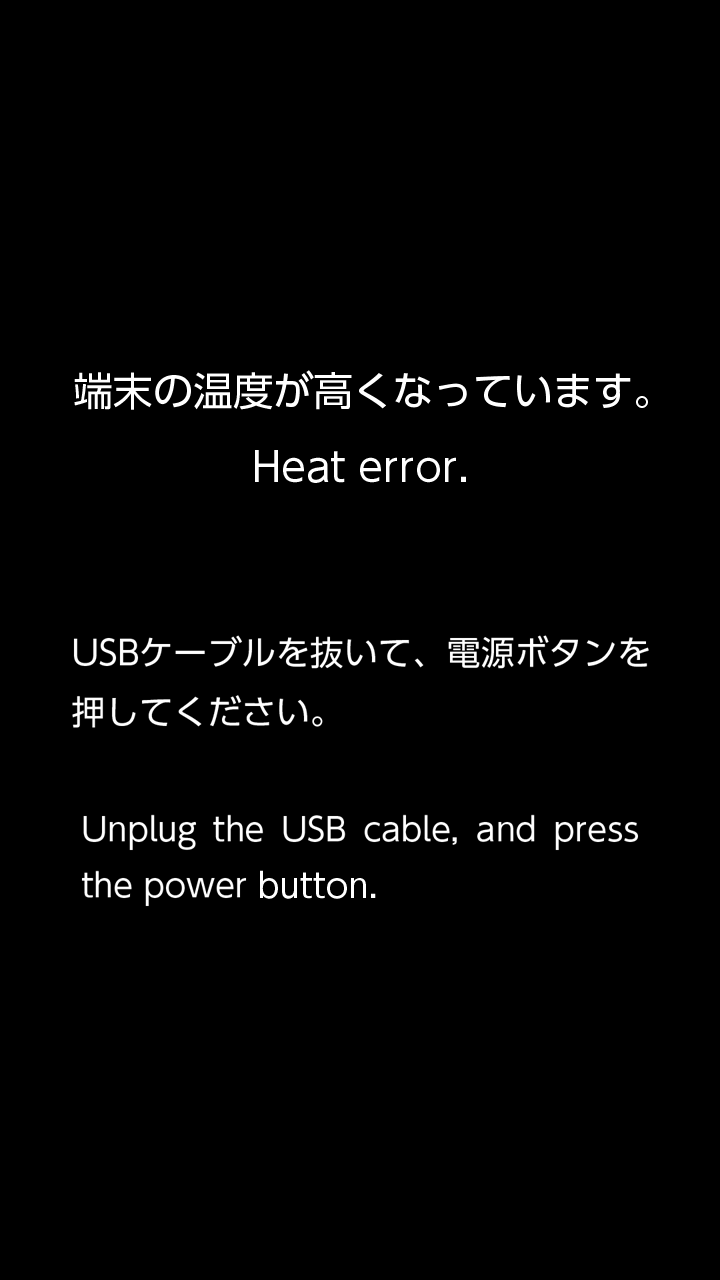 端末の温度が高くなっています。
Heat error.
USBケーブルを抜いて、電源ボタンを
押してください。
Unplug the USB cable, and press
the power button.